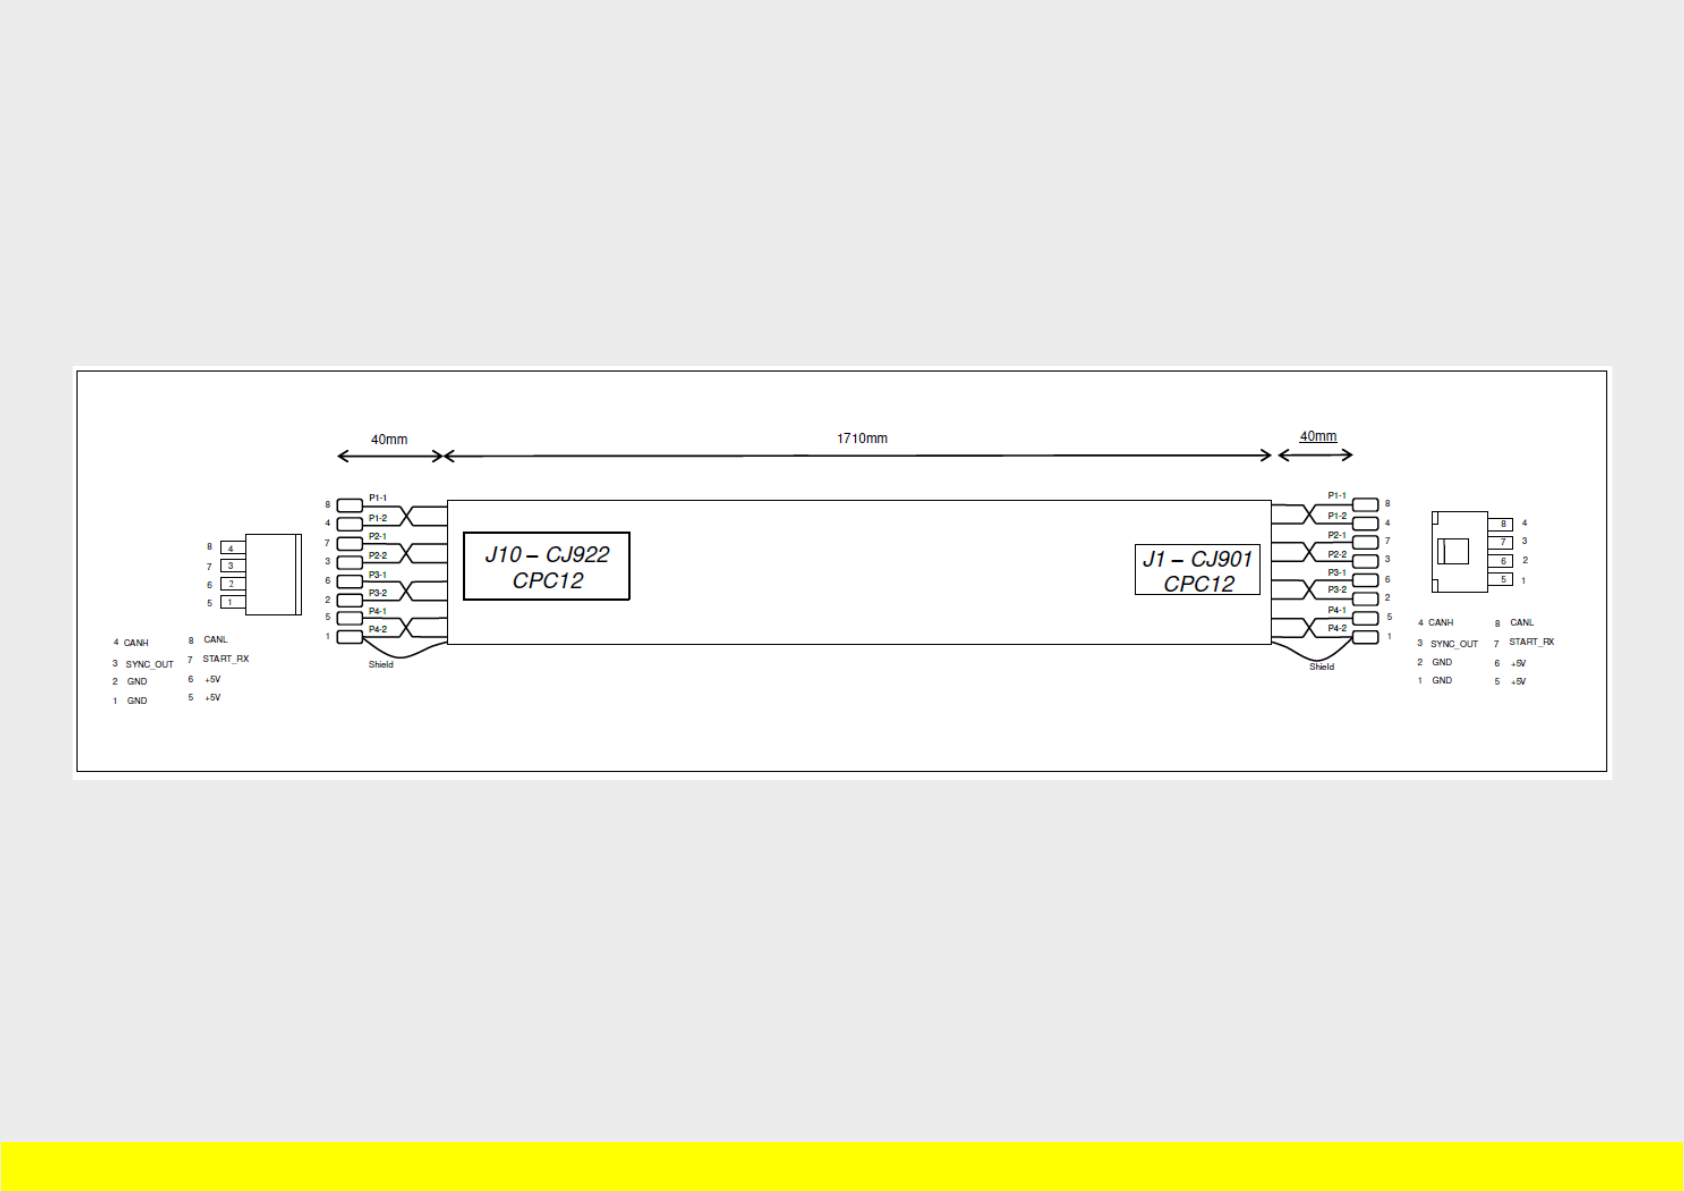 40mm
1710mm
40mm
8 P1-1
4 P1-2
7 P2-1
3 P2-2
6 P3-1
2 P3-2
5 P4-1
1 P4-2
Shield
8 4
7 3
6 2
5 1
4 CANH 8 CANL
3 SYNC_OUT 7 START_RX
2 GND 6 +5V
1 GND 5 +5V
J10 – CJ922
CPC12
J1 – CJ901
CPC12
P1-1 8
P1-2 4
P2-1 7
P2-2 3
P3-1 6
P3-2 2
P4-1 5
P4-2 1
Shield
8 4
7 3
6 2
5 1
4 CANH 8 CANL
3 SYNC_OUT 7 START_RX
2 GND 6 +5V
1 GND 5 +5V